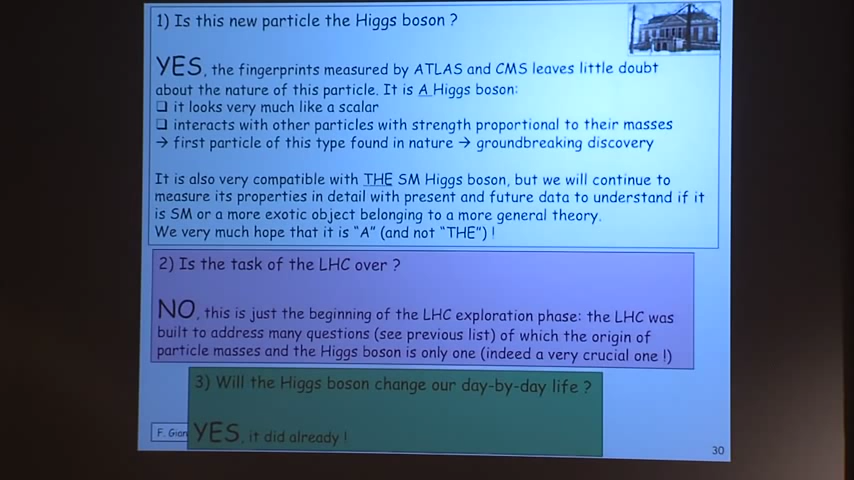 1) Is this new particle the Higgs boson ?
YES, the fingerprints measured by ATLAS and CMS leaves little doubt
about the nature of this particle. It is A Higgs boson:
❑ it looks very much like a scalar
❑ interacts with other particles with strength proportional to their masses
→ first particle of this type found in nature → groundbreaking discovery
It is also very compatible with THE SM Higgs boson, but we will continue to
measure its properties in detail with present and future data to understand if it
is SM or a more exotic object belonging to a more general theory.
We very much hope that it is “A” (and not “THE”) !
2) Is the task of the LHC over ?
NO, this is just the beginning of the LHC exploration phase: the LHC was
built to address many questions (see previous list) of which the origin of
particle masses and the Higgs boson is only one (indeed a very crucial one !)
3) Will the Higgs boson change our day-by-day life ?
YES, it did already !
F. Gian
30